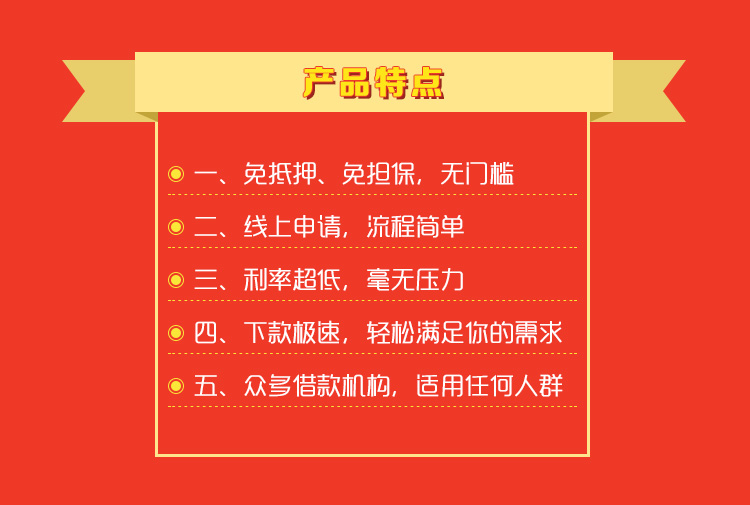 产品特点
一、免抵押、免担保，无门槛
二、线上申请，流程简单
三、利率超低，毫无压力
四、下款极速，轻松满足你的需求
五、众多借款机构，适用任何人群